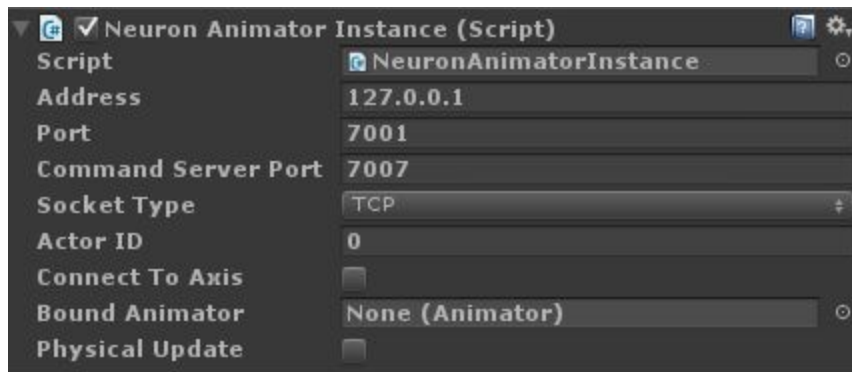 Neuron Animator Instance (Script)
Script NeuronAnimatorInstance
Address 127.0.0.1
Port 7001
Command Server Port 7007
Socket Type TCP
Actor ID 0
Connect To Axis
Bound Animator None (Animator)
Physical Update